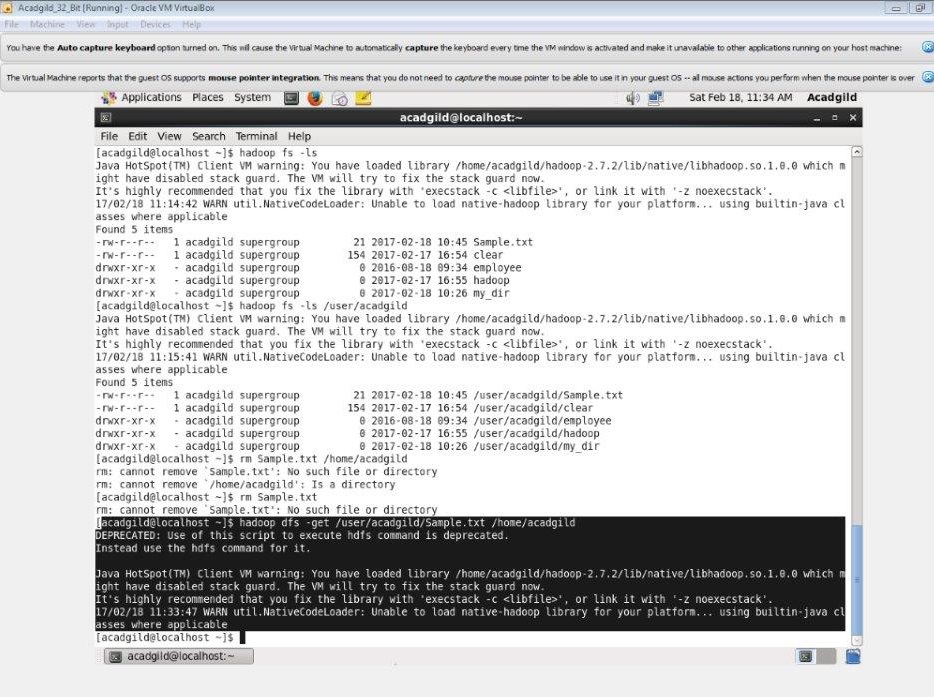 Acadgild_32_Bit [Running] - Oracle VM VirtualBox
File Machine View Input Devices Help
You have the Auto capture keyboard option turned on. This will cause the Virtual Machine to automatically capture the keyboard every time the VM window is activated and make it unavailable to other applications running on your host machine:
The Virtual Machine reports that the guest OS supports mouse pointer integration. This means that you do not need to capture the mouse pointer to be able to use it in your guest OS -- all mouse actions you perform when the mouse pointer is over
Applications Places System Sat Feb 18, 11:34 AM Acadgild
acadgild@localhost:~
File Edit View Search Terminal Help
[acadgild@localhost ~]$ hadoop fs -ls
Java HotSpot(TM) Client VM warning: You have loaded library /home/acadgild/hadoop-2.7.2/lib/native/libhadoop.so.1.0.0 which m
ight have disabled stack guard. The VM will try to fix the stack guard now.
It's highly recommended that you fix the library with 'execstack -c <libfile>', or link it with '-z noexecstack'.
17/02/18 11:14:42 WARN util.NativeCodeLoader: Unable to load native-hadoop library for your platform... using builtin-java cl
asses where applicable
Found 5 items
-rw-r--r--   1 acadgild supergroup         21 2017-02-18 10:45 Sample.txt
-rw-r--r--   1 acadgild supergroup        154 2017-02-17 16:54 clear
drwxr-xr-x   - acadgild supergroup          0 2016-08-18 09:34 employee
drwxr-xr-x   - acadgild supergroup          0 2017-02-17 16:55 hadoop
drwxr-xr-x   - acadgild supergroup          0 2017-02-18 10:26 my_dir
[acadgild@localhost ~]$ hadoop fs -ls /user/acadgild
Java HotSpot(TM) Client VM warning: You have loaded library /home/acadgild/hadoop-2.7.2/lib/native/libhadoop.so.1.0.0 which m
ight have disabled stack guard. The VM will try to fix the stack guard now.
It's highly recommended that you fix the library with 'execstack -c <libfile>', or link it with '-z noexecstack'.
17/02/18 11:15:41 WARN util.NativeCodeLoader: Unable to load native-hadoop library for your platform... using builtin-java cl
asses where applicable
Found 5 items
-rw-r--r--   1 acadgild supergroup         21 2017-02-18 10:45 /user/acadgild/Sample.txt
-rw-r--r--   1 acadgild supergroup        154 2017-02-17 16:54 /user/acadgild/clear
drwxr-xr-x   - acadgild supergroup          0 2016-08-18 09:34 /user/acadgild/employee
drwxr-xr-x   - acadgild supergroup          0 2017-02-17 16:55 /user/acadgild/hadoop
drwxr-xr-x   - acadgild supergroup          0 2017-02-18 10:26 /user/acadgild/my_dir
[acadgild@localhost ~]$ rm Sample.txt /home/acadgild
rm: cannot remove `Sample.txt': No such file or directory
rm: cannot remove `/home/acadgild': Is a directory
[acadgild@localhost ~]$ rm Sample.txt
rm: cannot remove `Sample.txt': No such file or directory
[acadgild@localhost ~]$ hadoop dfs -get /user/acadgild/Sample.txt /home/acadgild
DEPRECATED: Use of this script to execute hdfs command is deprecated.
Instead use the hdfs command for it.
Java HotSpot(TM) Client VM warning: You have loaded library /home/acadgild/hadoop-2.7.2/lib/native/libhadoop.so.1.0.0 which m
ight have disabled stack guard. The VM will try to fix the stack guard now.
It's highly recommended that you fix the library with 'execstack -c <libfile>', or link it with '-z noexecstack'.
17/02/18 11:33:47 WARN util.NativeCodeLoader: Unable to load native-hadoop library for your platform... using builtin-java cl
asses where applicable
[acadgild@localhost ~]$
acadgild@localhost:~